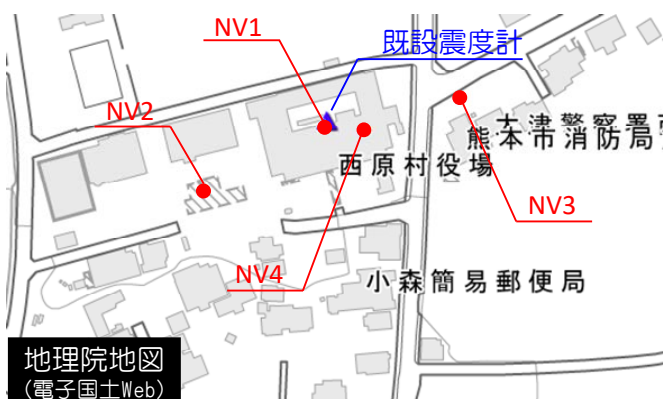 NV1
既設震度計
NV2
大津警察署
熊本市消防局
西原村役場
NV3
NV4
小森簡易郵便局
地理院地図
(電子国土Web)